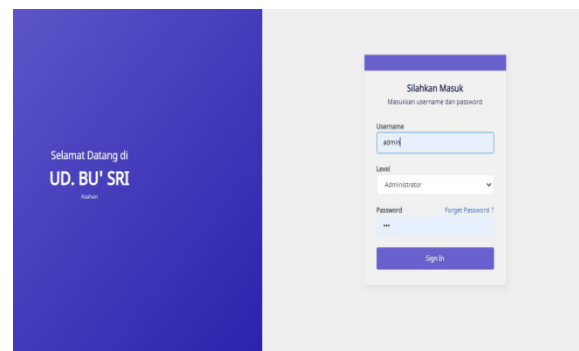 Selamat Datang di
UD. BU' SRI
Asahan
Silahkan Masuk
Masukkan username dan password
Username
admin
Level
Administrator
Password Forget Password ?
•••
Sign In